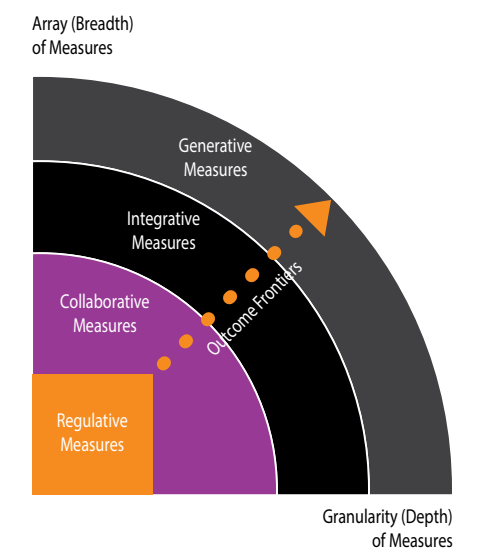 Array (Breadth)
of Measures
Generative
Measures
Integrative
Measures
Outcome Frontiers
Collaborative
Measures
Regulative
Measures
Granularity (Depth)
of Measures